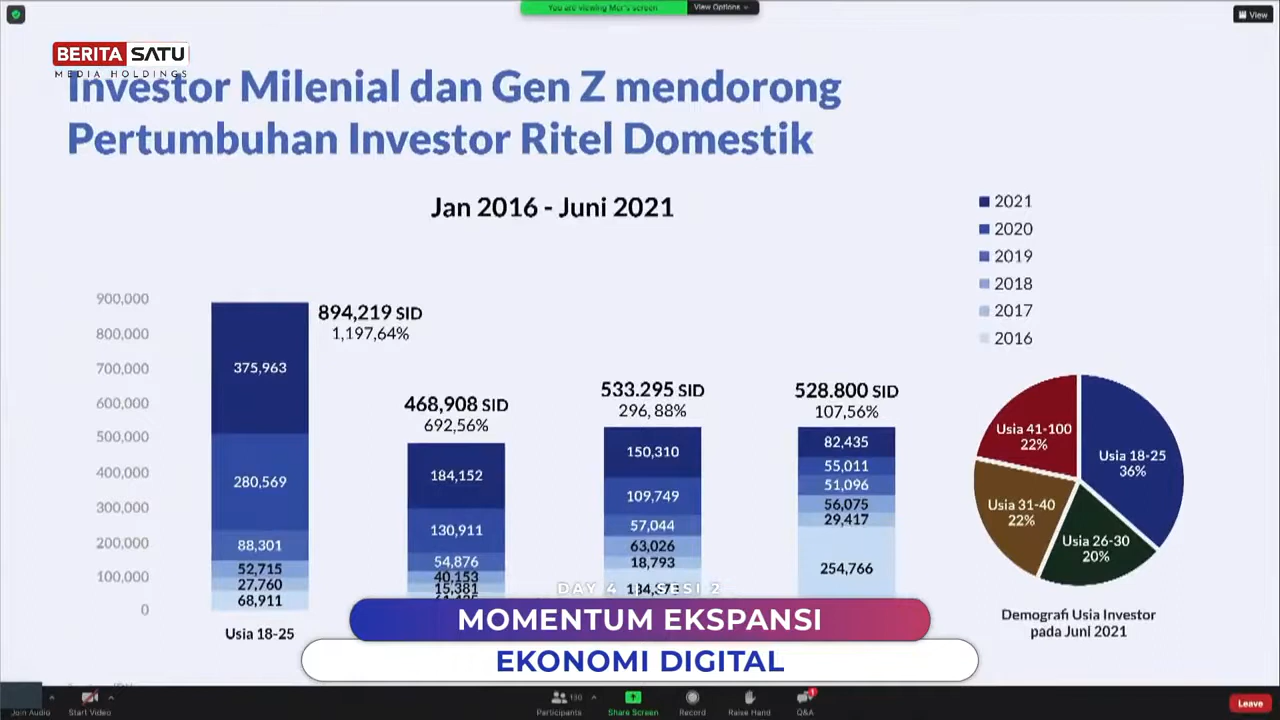 You are viewing Mer's screen
View Options
View
BERITA SATU
MEDIA HOLDINGS
Investor Milenial dan Gen Z mendorong
Pertumbuhan Investor Ritel Domestik
Jan 2016 - Juni 2021
2021
2020
2019
2018
2017
2016
900,000
800,000
700,000
600,000
500,000
400,000
300,000
200,000
100,000
0
894,219 SID
1,197,64%
375,963
280,569
88,301
52,715
27,760
68,911
Usia 18-25
468,908 SID
692,56%
184,152
130,911
54,876
40,153
15,381
533.295 SID
296, 88%
150,310
109,749
57,044
63,026
18,793
528.800 SID
107,56%
82,435
55,011
51,096
56,075
29,417
254,766
Usia 41-100
22%
Usia 18-25
36%
Usia 31-40
22%
Usia 26-30
20%
Demografi Usia Investor
pada Juni 2021
DAY 4 SESI 2
MOMENTUM EKSPANSI
EKONOMI DIGITAL
Join Audio
Start Video
130
Participants
Share Screen
Record
Raise Hand
1
Q&A
Leave